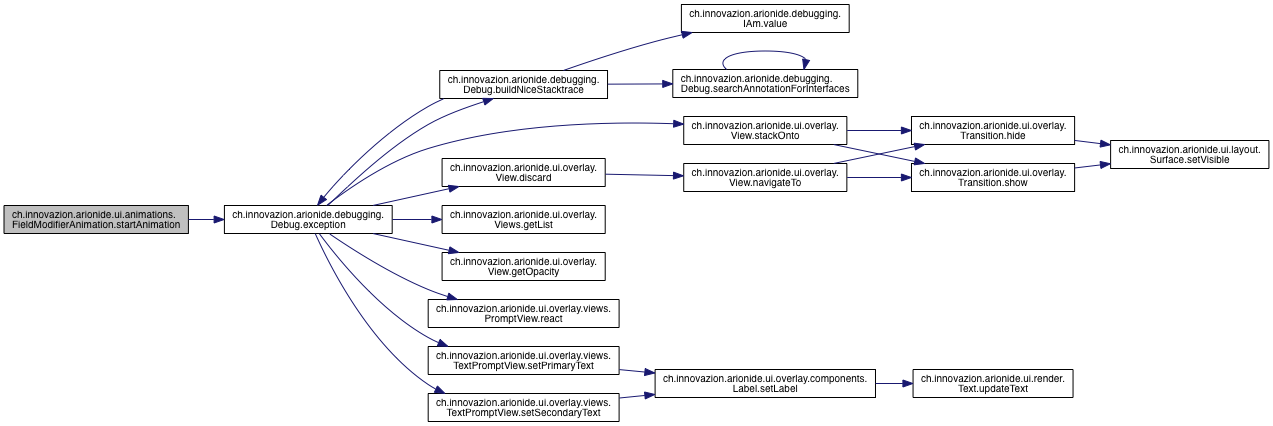 ch.innovazion.arionide.ui.animations.
FieldModifierAnimation.startAnimation
ch.innovazion.arionide.debugging.
Debug.exception
ch.innovazion.arionide.debugging.
Debug.buildNiceStacktrace
ch.innovazion.arionide.ui.overlay.
View.discard
ch.innovazion.arionide.ui.overlay.
Views.getList
ch.innovazion.arionide.ui.overlay.
View.getOpacity
ch.innovazion.arionide.ui.overlay.views.
PromptView.react
ch.innovazion.arionide.ui.overlay.views.
TextPromptView.setPrimaryText
ch.innovazion.arionide.ui.overlay.views.
TextPromptView.setSecondaryText
ch.innovazion.arionide.debugging.
IAm.value
ch.innovazion.arionide.debugging.
Debug.searchAnnotationForInterfaces
ch.innovazion.arionide.ui.overlay.
View.stackOnto
ch.innovazion.arionide.ui.overlay.
View.navigateTo
ch.innovazion.arionide.ui.overlay.components.
Label.setLabel
ch.innovazion.arionide.ui.overlay.
Transition.hide
ch.innovazion.arionide.ui.overlay.
Transition.show
ch.innovazion.arionide.ui.render.
Text.updateText
ch.innovazion.arionide.ui.layout.
Surface.setVisible